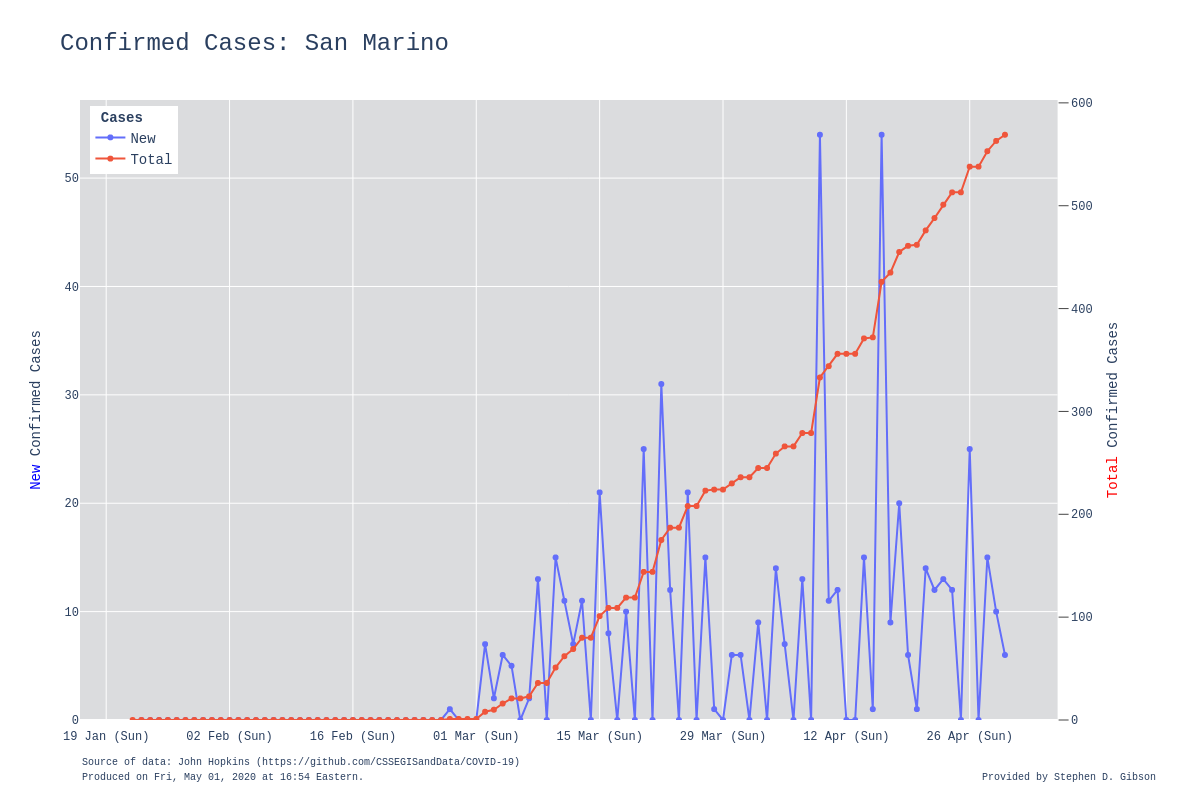 Confirmed Cases: San Marino
Cases
New
Total
50
40
30
20
10
0
600
500
400
300
200
100
0
New Confirmed Cases
Total Confirmed Cases
19 Jan (Sun) 02 Feb (Sun) 16 Feb (Sun) 01 Mar (Sun) 15 Mar (Sun) 29 Mar (Sun) 12 Apr (Sun) 26 Apr (Sun)
Source of data: John Hopkins (https://github.com/CSSEGISandData/COVID-19)
Produced on Fri, May 01, 2020 at 16:54 Eastern.
Provided by Stephen D. Gibson